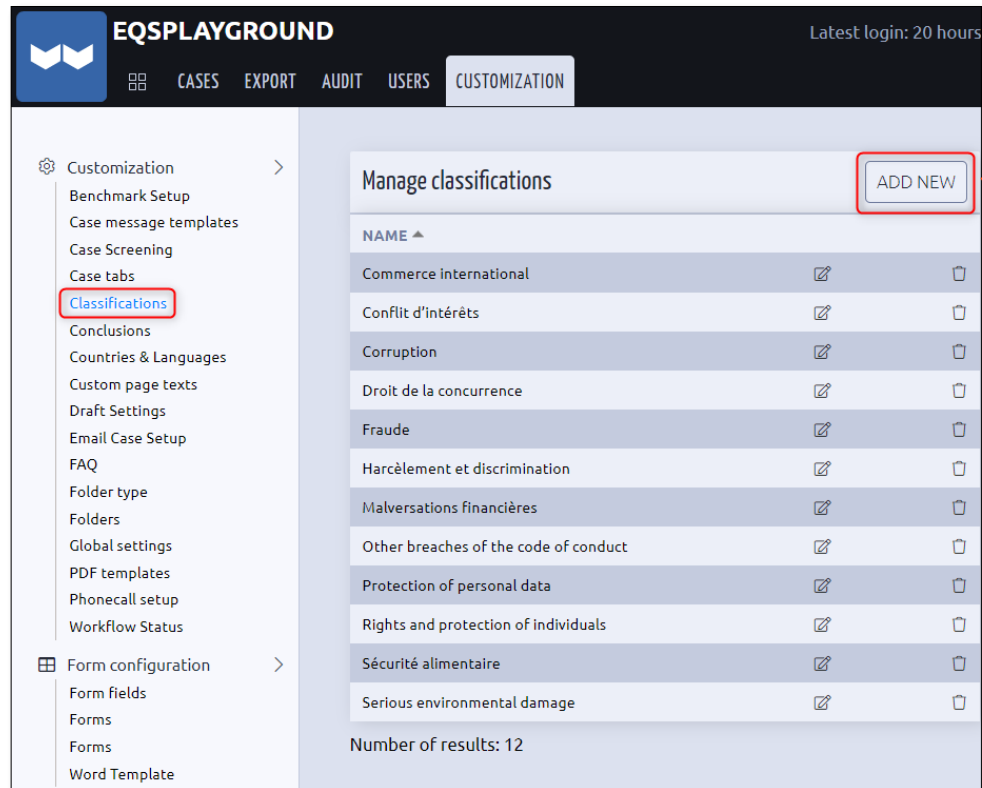 EQSPLAYGROUND
Latest login: 20 hours
CASES EXPORT AUDIT USERS CUSTOMIZATION
Customization
Benchmark Setup
Case message templates
Case Screening
Case tabs
Classifications
Conclusions
Countries & Languages
Custom page texts
Draft Settings
Email Case Setup
FAQ
Folder type
Folders
Global settings
PDF templates
Phonecall setup
Workflow Status
Form configuration
Form fields
Forms
Forms
Word Template
Manage classifications
ADD NEW
NAME
Commerce international
Conflit d'intérêts
Corruption
Droit de la concurrence
Fraude
Harcèlement et discrimination
Malversations financières
Other breaches of the code of conduct
Protection of personal data
Rights and protection of individuals
Sécurité alimentaire
Serious environmental damage
Number of results: 12